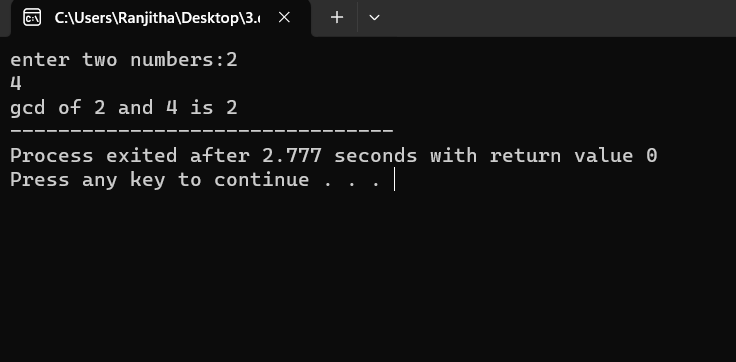 C:\Users\Ranjitha\Desktop\3.
enter two numbers:2
4
gcd of 2 and 4 is 2
--------------------------------
Process exited after 2.777 seconds with return value 0
Press any key to continue . . .